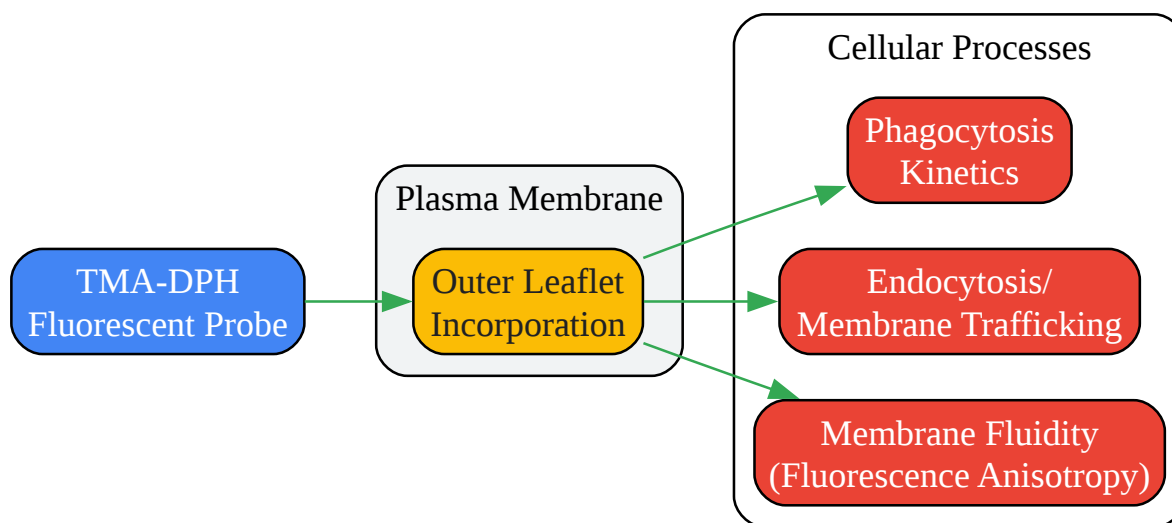 TMA-DPH
Fluorescent Probe
Plasma Membrane
Outer Leaflet
Incorporation
Cellular Processes
Phagocytosis
Kinetics
Endocytosis/
Membrane Trafficking
Membrane Fluidity
(Fluorescence Anisotropy)